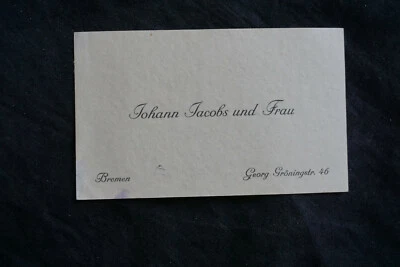 Johann Jacobs und Frau
Bremen Georg Gröningstr. 46